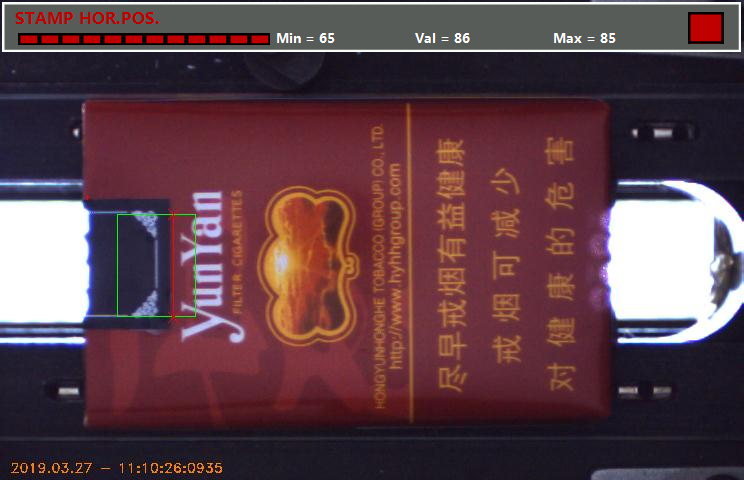 STAMP HOR.POS.
Min = 65
Val = 86
Max = 85
YunYan
FILTER CIGARETTES
HONGYUNHONGHE TOBACCO (GROUP) CO., LTD.
http://www.hyhhgroup.com
尽早戒烟有益健康
戒烟可减少
对健康的危害
2019.03.27 – 11:10:26:0935